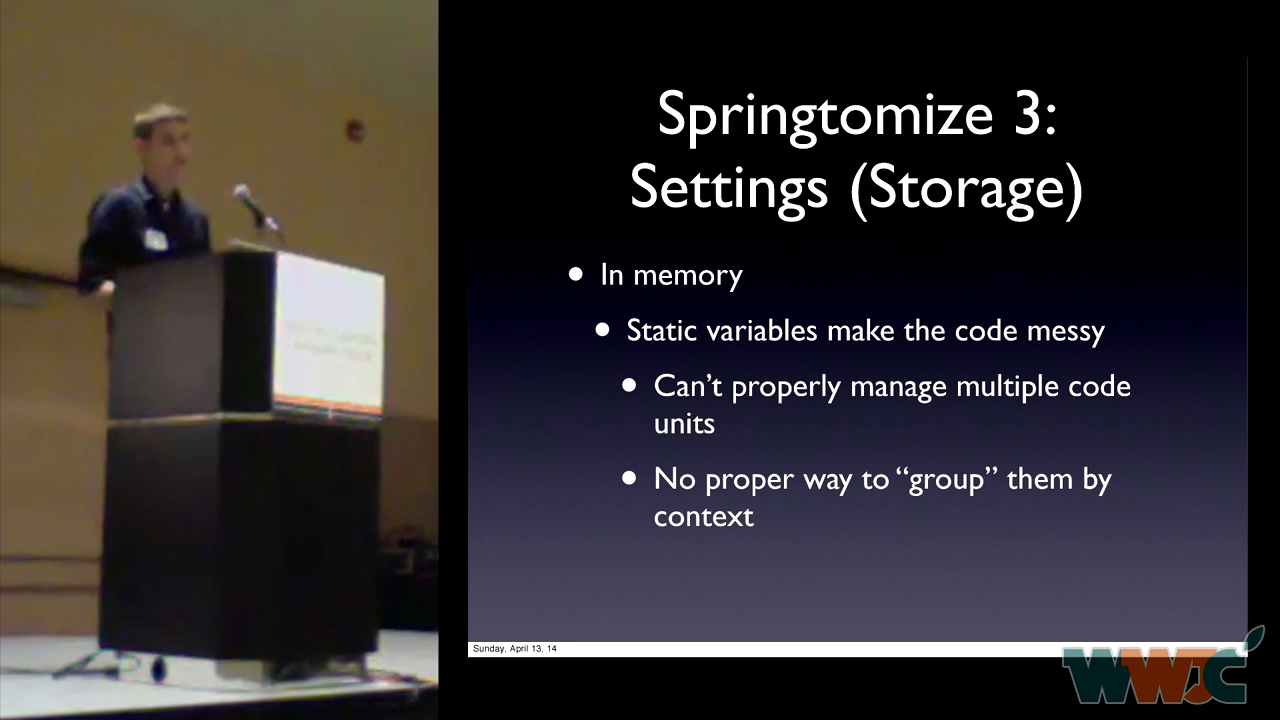 Springtomize 3:
Settings (Storage)
• In memory
• Static variables make the code messy
• Can’t properly manage multiple code
units
• No proper way to “group” them by
context
Sunday, April 13, 14
WWJC